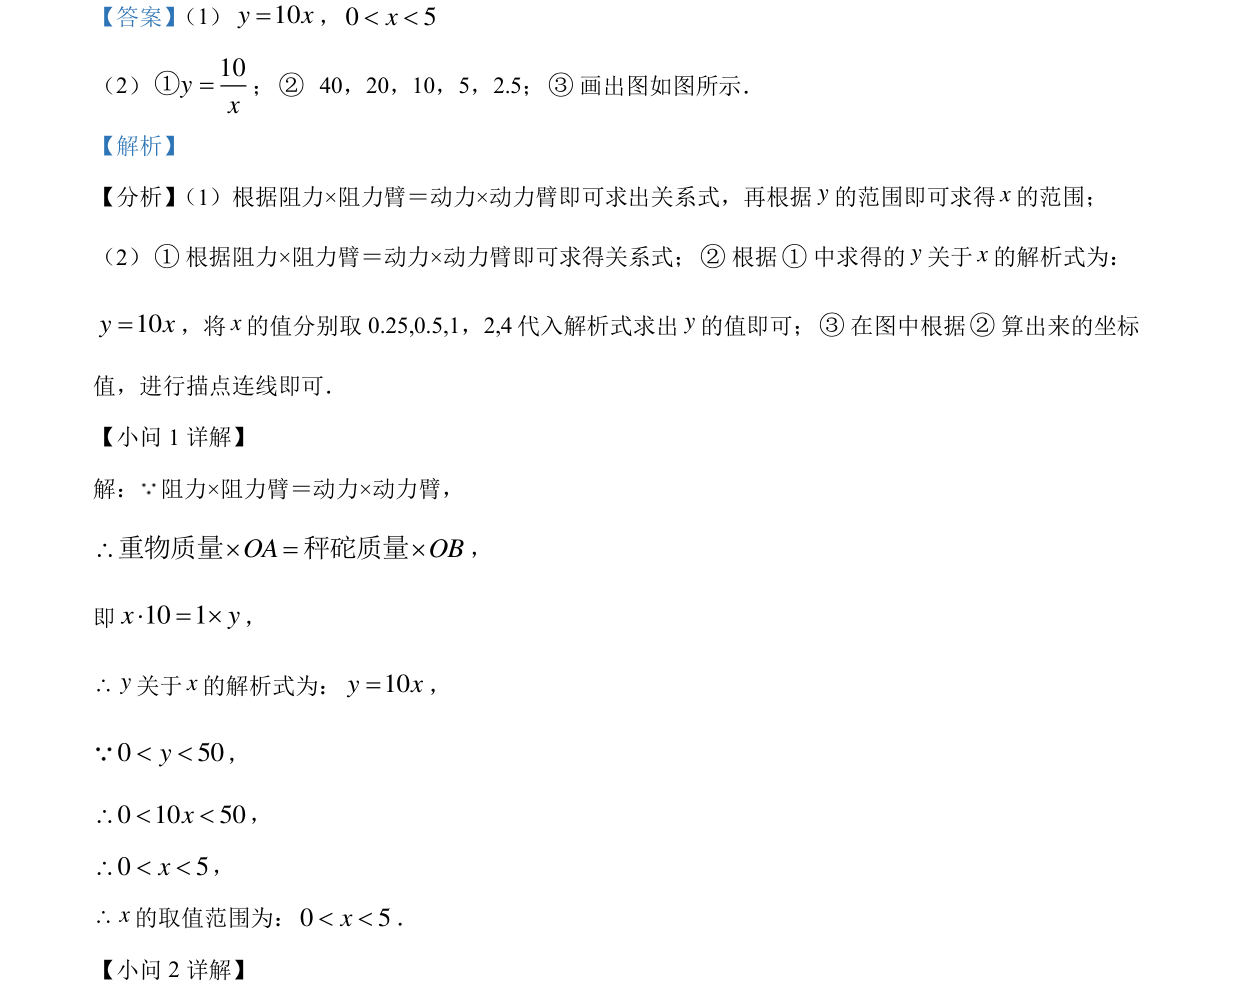 【答案】（1）y=10x，0<x<5
（2）①y=10/x；② 40，20，10，5，2.5；③画出图如图所示．
【解析】
【分析】（1）根据阻力×阻力臂＝动力×动力臂即可求出关系式，再根据 y 的范围即可求得 x 的范围；
（2）① 根据阻力×阻力臂＝动力×动力臂即可求得关系式；② 根据 ① 中求得的 y 关于 x 的解析式为：
y=10x，将 x 的值分别取 0.25,0.5,1，2,4 代入解析式求出 y 的值即可；③ 在图中根据 ② 算出来的坐标
值，进行描点连线即可．
【小问 1 详解】
解：∵阻力×阻力臂＝动力×动力臂，
∴重物质量×OA=秤砣质量×OB，
即 x·10=1×y，
∴ y 关于 x 的解析式为：y=10x，
∵0<y<50，
∴0<10x<50，
∴0<x<5，
∴ x 的取值范围为：0<x<5．
【小问 2 详解】